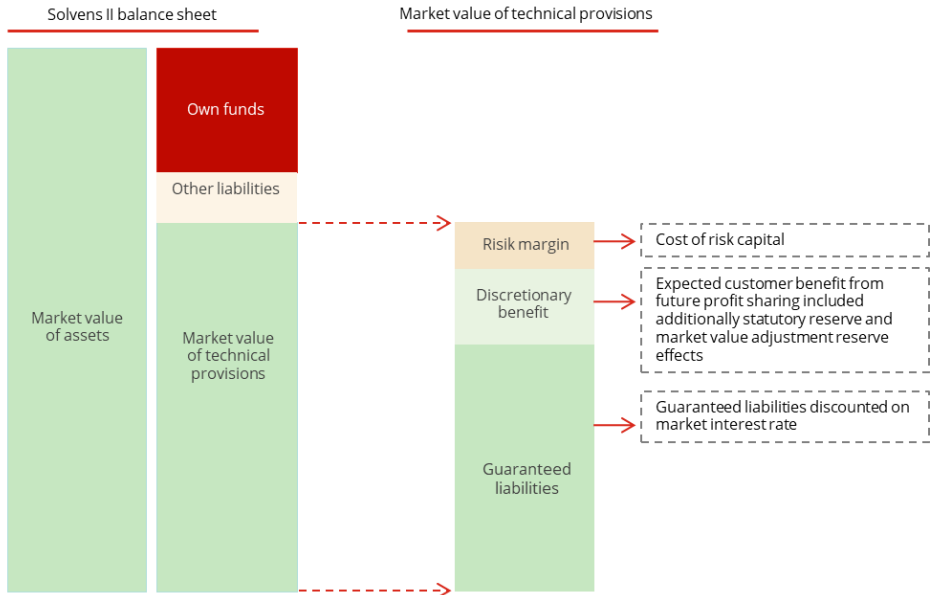 Solvens II balance sheet
Market value of technical provisions
Own funds
Other liabilities
Market value
of assets
Market value
of technical
provisions
Risik margin
Discretionary
benefit
Guaranteed
liabilities
Cost of risk capital
Expected customer benefit from
future profit sharing included
additionally statutory reserve and
market value adjustment reserve
effects
Guaranteed liabilities discounted on
market interest rate